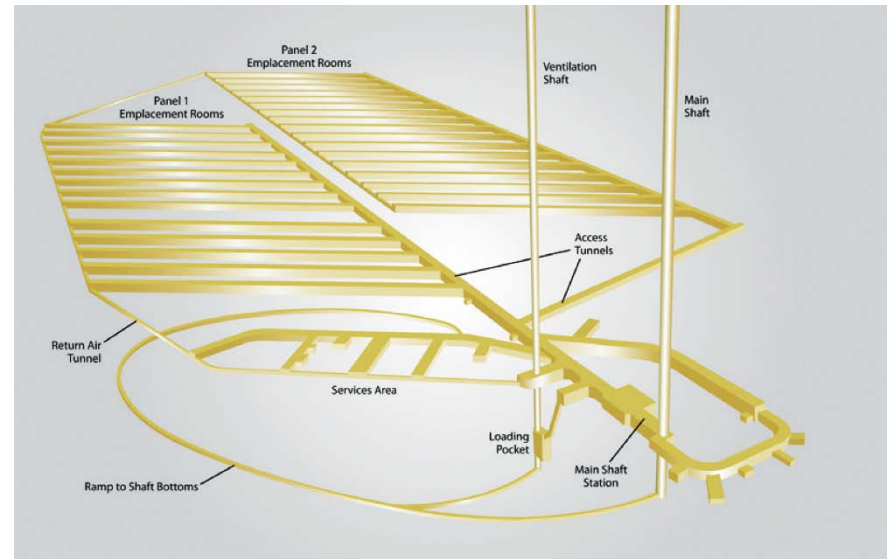 Panel 2
Emplacement Rooms
Panel 1
Emplacement Rooms
Ventilation
Shaft
Main
Shaft
Access
Tunnels
Return Air
Tunnel
Services Area
Loading
Pocket
Ramp to Shaft Bottoms
Main Shaft
Station